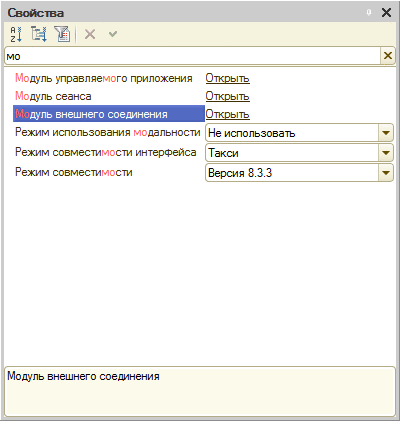 Свойства
мо
Модуль управляемого приложения Открыть
Модуль сеанса Открыть
Модуль внешнего соединения Открыть
Режим использования модальности Не использовать
Режим совместимости интерфейса Такси
Режим совместимости Версия 8.3.3
Модуль внешнего соединения